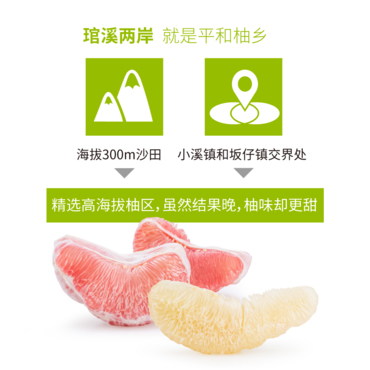 琯溪两岸 就是平和柚乡
海拔300m沙田 小溪镇和坂仔镇交界处
精选高海拔柚区，虽然结果晚，柚味却更甜